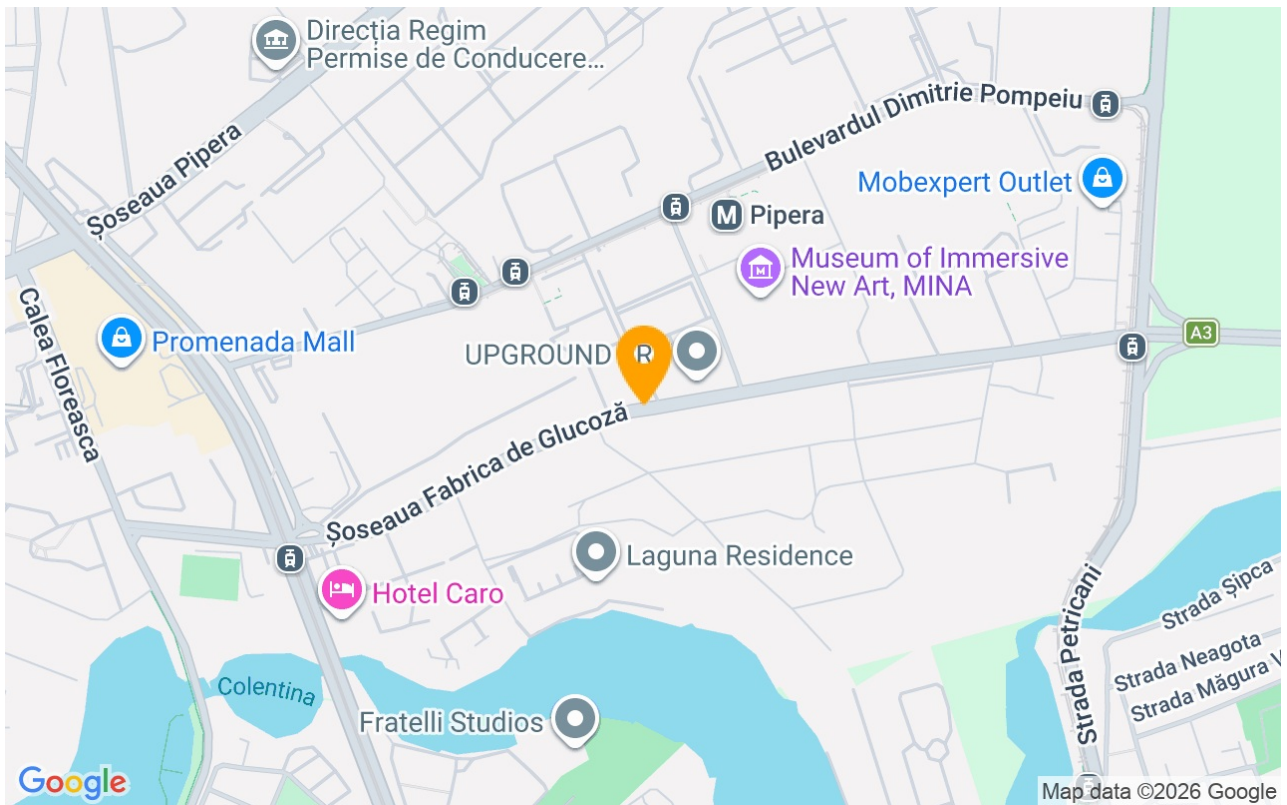 Direcția Regim
Permise de Conducere...
Șoseaua Pipera
Bulevardul Dimitrie Pompeiu
Mobexpert Outlet
M Pipera
Museum of Immersive
New Art, MINA
M
Calea Floreasca
Promenada Mall
UPGROUND R
A3
Șoseaua Fabrica de Glucoză
Laguna Residence
Hotel Caro
Strada Petricani
Strada Șipca
Strada Neagota
Strada Măgura V
Colentina
Fratelli Studios
Google
Map data ©2026 Google